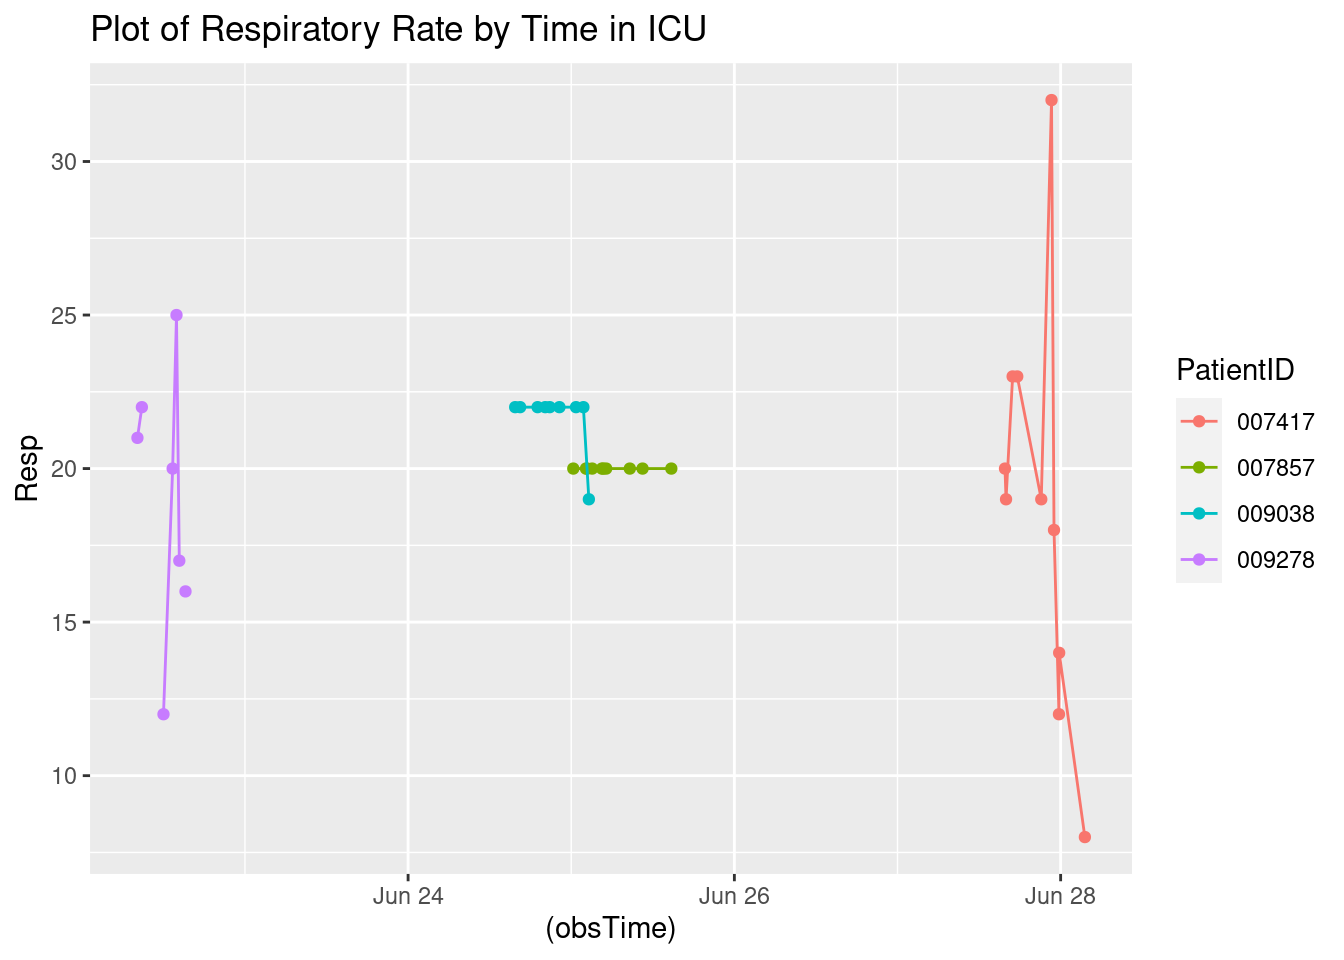 Plot of Respiratory Rate by Time in ICU
Resp
30
25
20
15
10
Jun 24
Jun 26
Jun 28
(obsTime)
PatientID
007417
007857
009038
009278